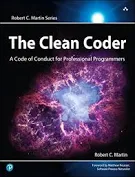 Robert C. Martin Series
The Clean Coder
A Code of Conduct for Professional Programmers
Robert C. Martin